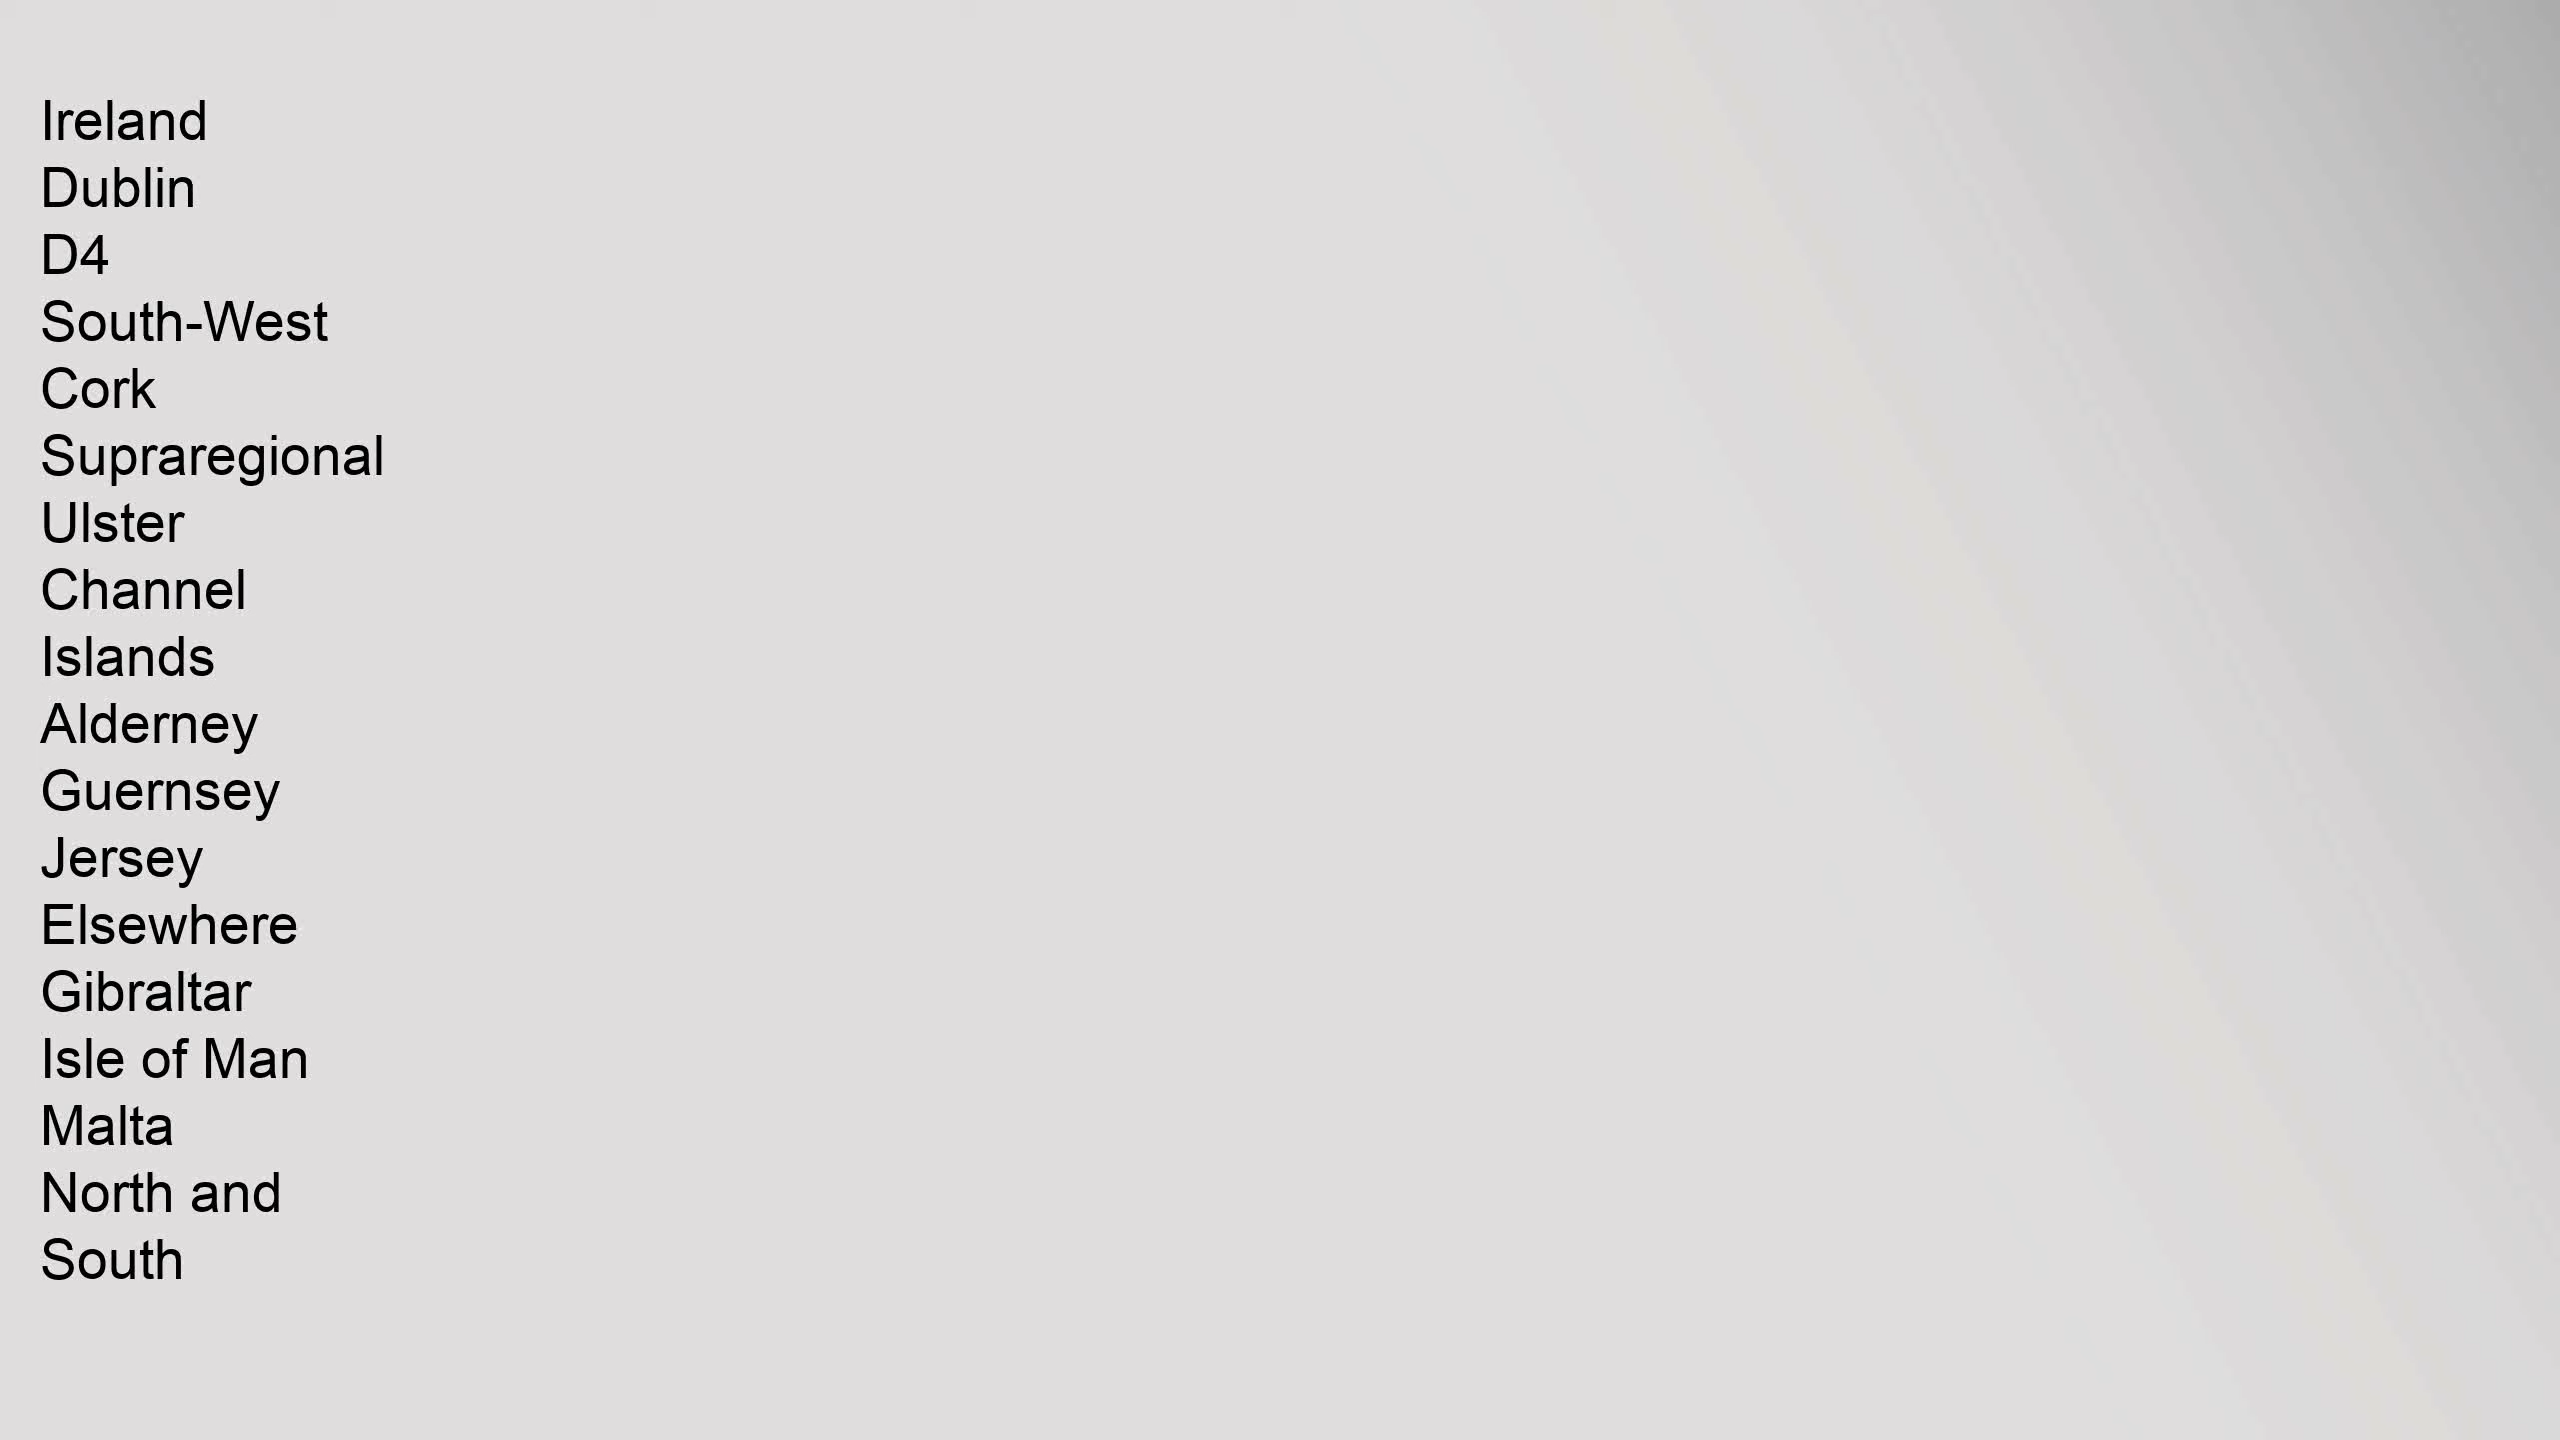 Ireland
Dublin
D4
South-West
Cork
Supraregional
Ulster
Channel
Islands
Alderney
Guernsey
Jersey
Elsewhere
Gibraltar
Isle of Man
Malta
North and
South